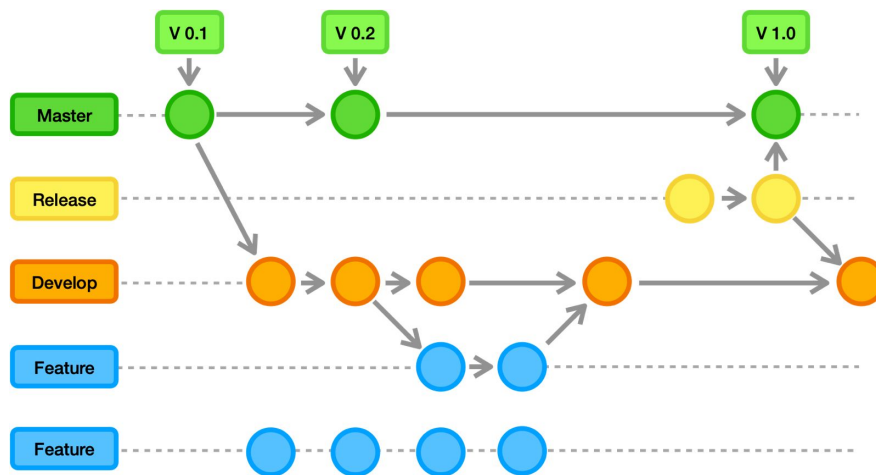 V 0.1
V 0.2
V 1.0
Master
Release
Develop
Feature
Feature